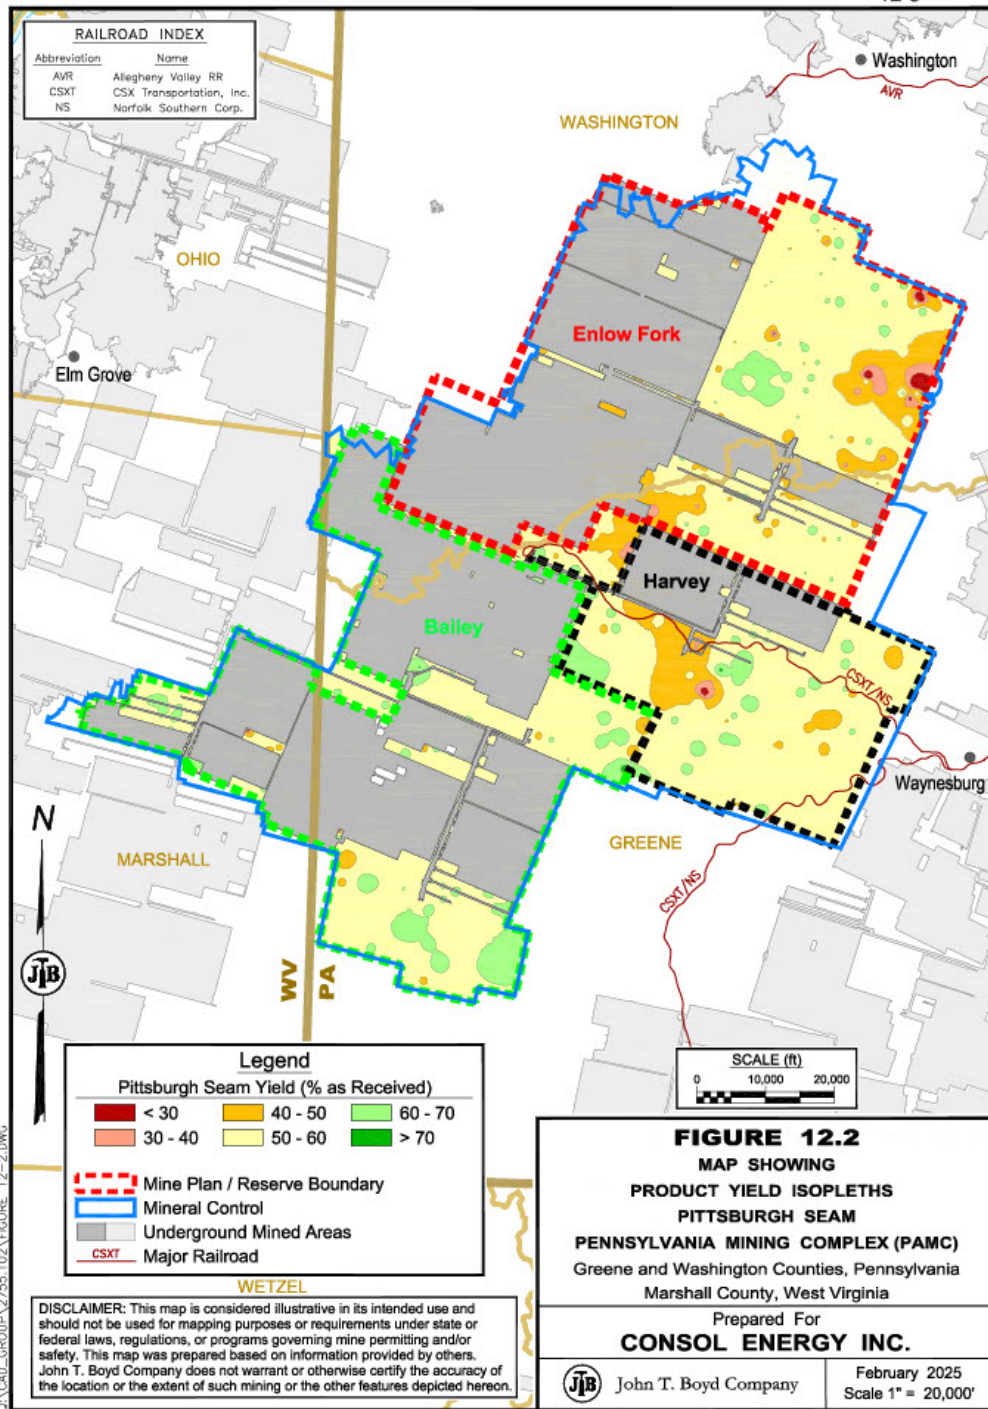 RAILROAD INDEX
Abbreviation Name
AVR Allegheny Valley RR
CSXT CSX Transportation, Inc.
NS Norfolk Southern Corp.
Washington
AVR
WASHINGTON
OHIO
Enlow Fork
Elm Grove
Harvey
Bailey
CSXT/NS
Waynesburg
N
MARSHALL
GREENE
CSXT/NS
JTB
WV
PA
Legend
Pittsburgh Seam Yield (% as Received)
< 30 40 - 50 60 - 70
30 - 40 50 - 60 > 70
Mine Plan / Reserve Boundary
Mineral Control
Underground Mined Areas
CSXT Major Railroad
SCALE (ft)
0 10,000 20,000
WETZEL
DISCLAIMER: This map is considered illustrative in its intended use and
should not be used for mapping purposes or requirements under state or
federal laws, regulations, or programs governing mine permitting and/or
safety. This map was prepared based on information provided by others.
John T. Boyd Company does not warrant or otherwise certify the accuracy of
the location or the extent of such mining or the other features depicted hereon.
FIGURE 12.2
MAP SHOWING
PRODUCT YIELD ISOPLETHS
PITTSBURGH SEAM
PENNSYLVANIA MINING COMPLEX (PAMC)
Greene and Washington Counties, Pennsylvania
Marshall County, West Virginia
Prepared For
CONSOL ENERGY INC.
JTB John T. Boyd Company
February 2025
Scale 1" = 20,000'